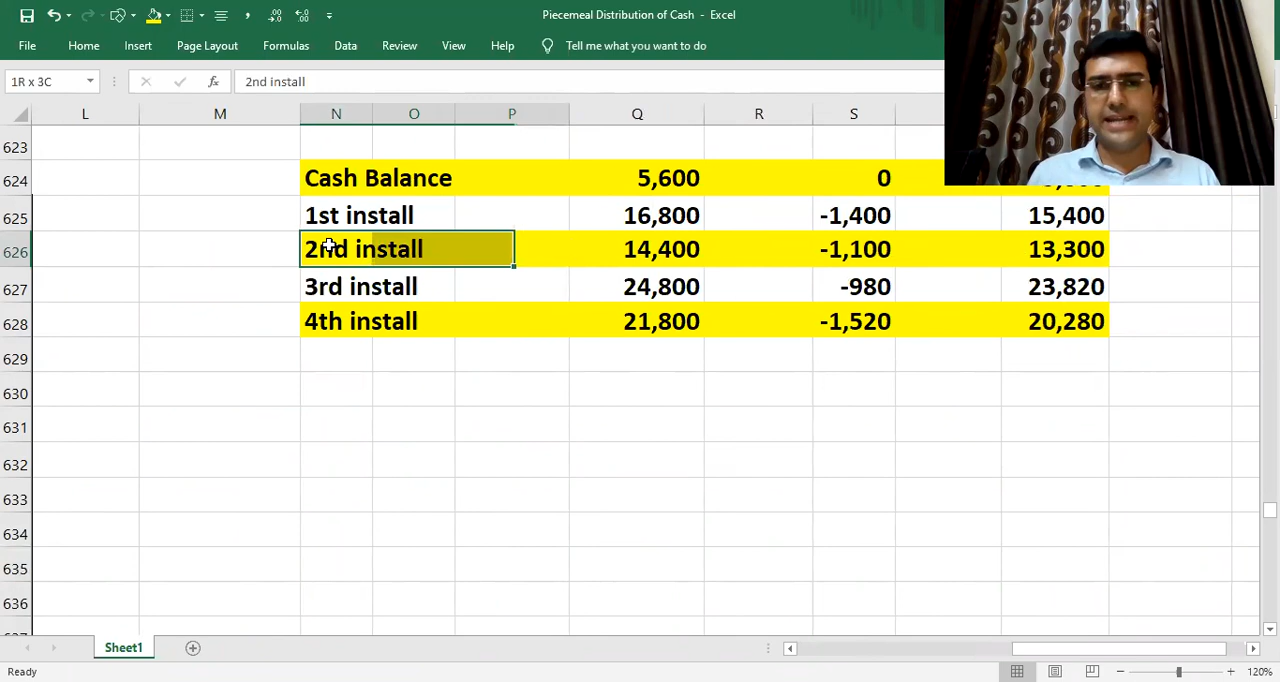 Piecemeal Distribution of Cash - Excel
File Home Insert Page Layout Formulas Data Review View Help Tell me what you want to do
1R x 3C fx 2nd install
L M N O P Q R S
623
624 Cash Balance 5,600 0
625 1st install 16,800 -1,400 15,400
626 2nd install 14,400 -1,100 13,300
627 3rd install 24,800 -980 23,820
628 4th install 21,800 -1,520 20,280
629
630
631
632
633
634
635
636
Sheet1
Ready 120%